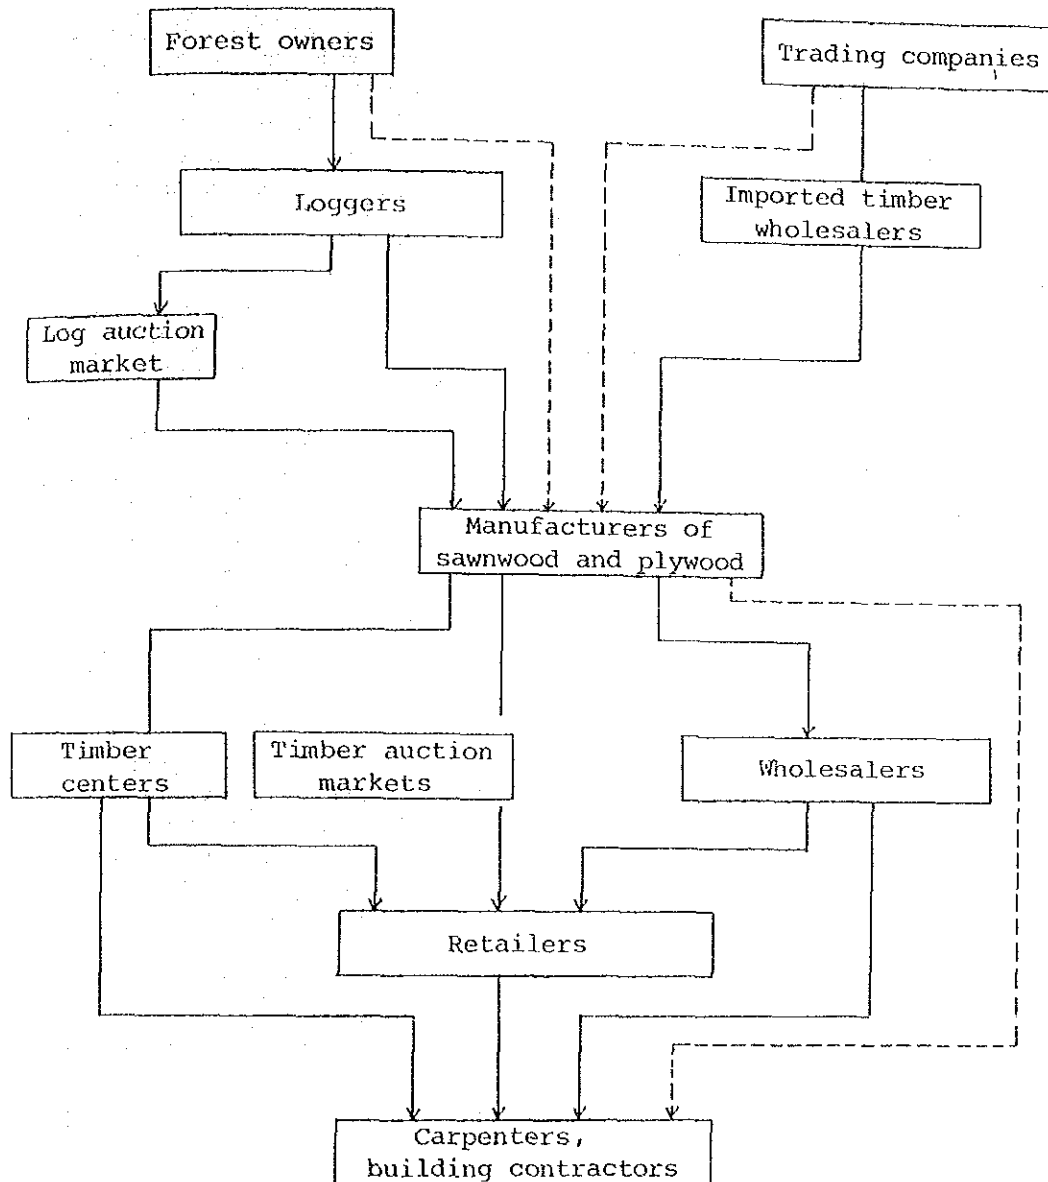 Forest owners
Trading companies
Loggers
Imported timber
wholesalers
Log auction
market
Manufacturers of
sawnwood and plywood
Timber
centers
Timber auction
markets
Wholesalers
Retailers
Carpenters,
building contractors